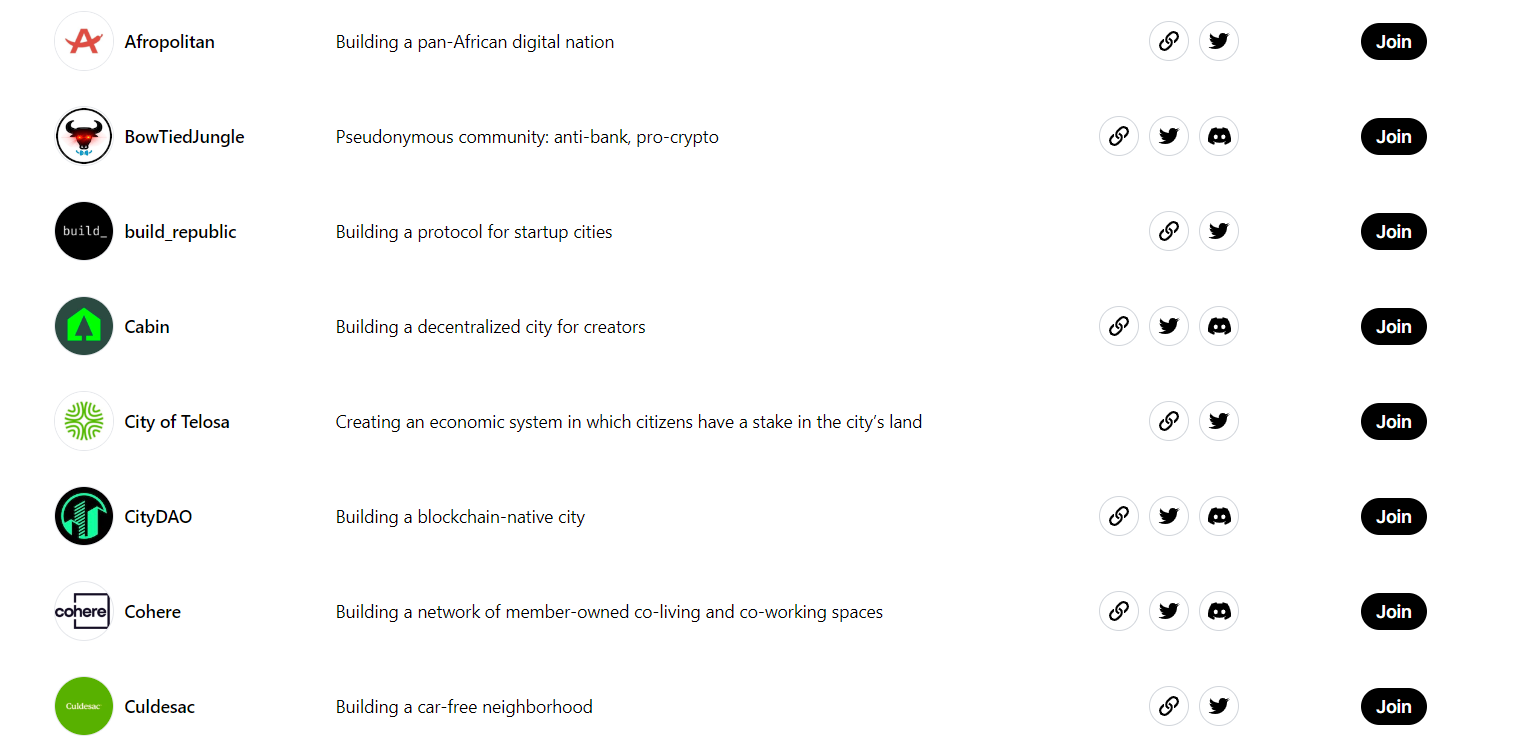 Afropolitan Building a pan-African digital nation Join
BowTiedJungle Pseudonymous community: anti-bank, pro-crypto Join
build_ build_republic Building a protocol for startup cities Join
Cabin Building a decentralized city for creators Join
City of Telosa Creating an economic system in which citizens have a stake in the city’s land Join
CityDAO Building a blockchain-native city Join
cohere Cohere Building a network of member-owned co-living and co-working spaces Join
Culdesac Culdesac Building a car-free neighborhood Join